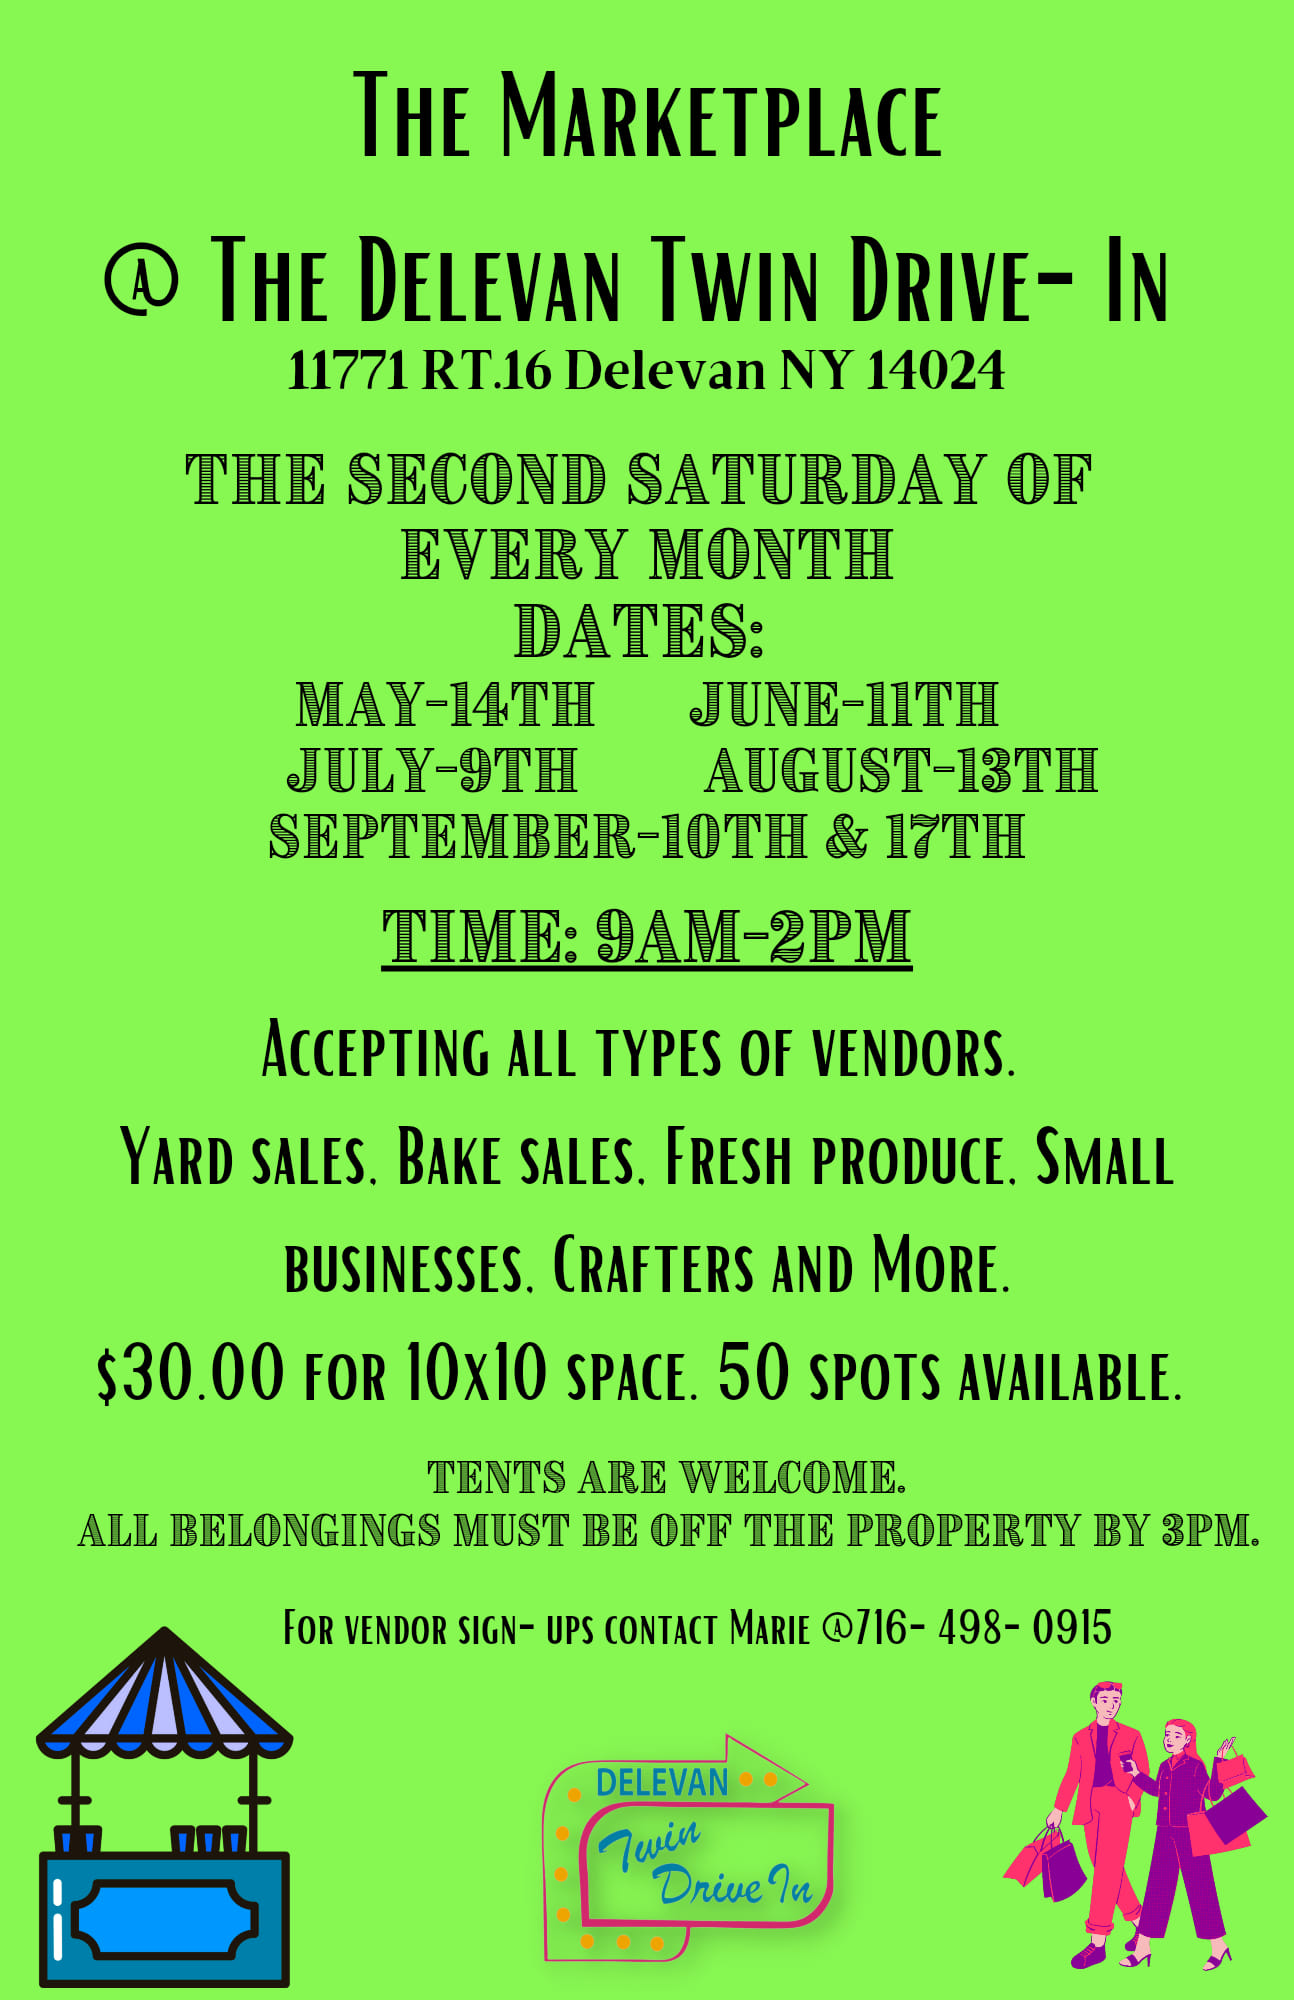 The Marketplace
@ The Delevan Twin Drive- In
11771 RT.16 Delevan NY 14024
THE SECOND SATURDAY OF
EVERY MONTH
DATES:
MAY-14TH JUNE-11TH
JULY-9TH AUGUST-13TH
SEPTEMBER-10TH & 17TH
TIME: 9AM-2PM
Accepting all types of vendors.
Yard sales, Bake sales, Fresh produce, Small
businesses, Crafters and More.
$30.00 for 10x10 space. 50 spots available.
TENTS ARE WELCOME.
ALL BELONGINGS MUST BE OFF THE PROPERTY BY 3PM.
For vendor sign- ups contact Marie @716- 498- 0915
DELEVAN
Twin
Drive In